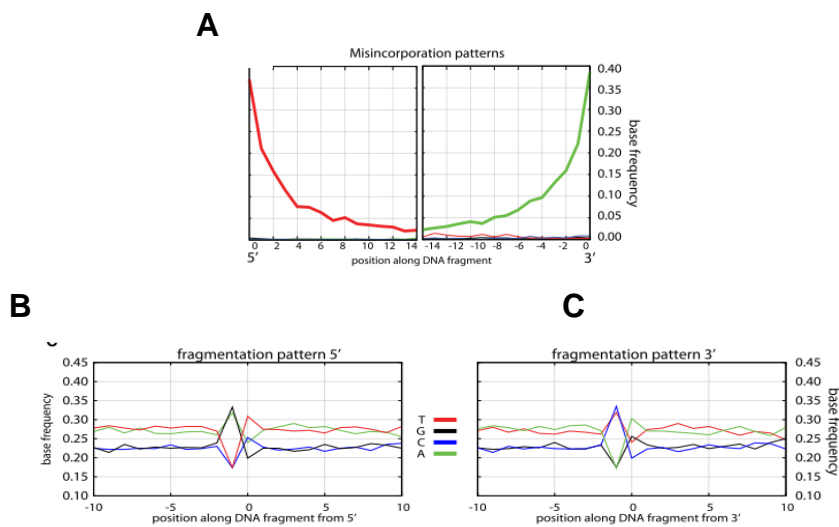 A
Misincorporation patterns
0.40
0.35
0.30
0.25
0.20
0.15
0.10
0.05
0.00
base frequency
0 2 4 6 8 10 12 14
-14 -12 -10 -8 -6 -4 -2 0
5′ position along DNA fragment 3′
B
C
fragmentation pattern 5′
0.45
0.40
0.35
0.30
0.25
0.20
0.15
0.10
base frequency
-10 -5 0 5 10
position along DNA fragment from 5′
T
G
C
A
fragmentation pattern 3′
0.45
0.40
0.35
0.30
0.25
0.20
0.15
0.10
base frequency
-10 -5 0 5 10
position along DNA fragment from 3′